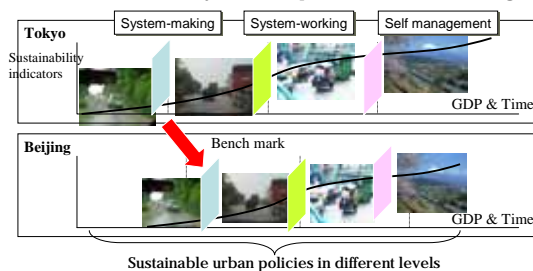 System-making
System-working
Self management
Tokyo
Sustainability
indicators
GDP & Time
Bench mark
Beijing
GDP & Time
Sustainable urban policies in different levels